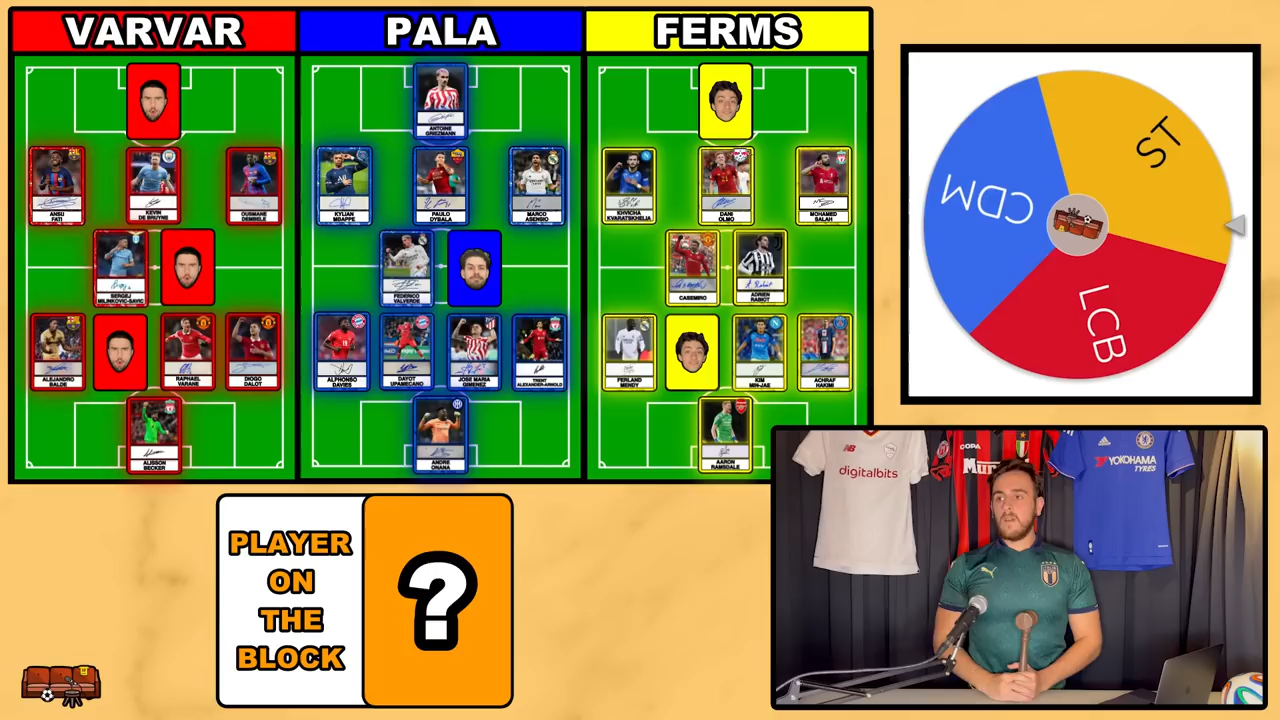 VARVAR
PALA
FERMS
ANTOINE
GRIEZMANN
ANSU
FATI
KEVIN
DE BRUYNE
OUSMANE
DEMBELE
KYLIAN
MBAPPE
PAULO
DYBALA
MARCO
ASENSIO
KHVICHA
KVARATSKHELIA
DANI
OLMO
MOHAMED
SALAH
SERGEJ
MILINKOVIC-SAVIC
FEDERICO
VALVERDE
CASEMIRO
ADRIEN
RABIOT
ALEJANDRO
BALDE
RAPHAEL
VARANE
DIOGO
DALOT
ALPHONSO
DAVIES
DAYOT
UPAMECANO
JOSE MARIA
GIMENEZ
TRENT
ALEXANDER-ARNOLD
FERLAND
MENDY
KIM
MIN-JAE
ACHRAF
HAKIMI
ALISSON
BECKER
ANDRE
ONANA
AARON
RAMSDALE
ST
CDM
LCB
PLAYER
ON
THE
BLOCK
?
digitalbits
COPA
YOKOHAMA
TYRES